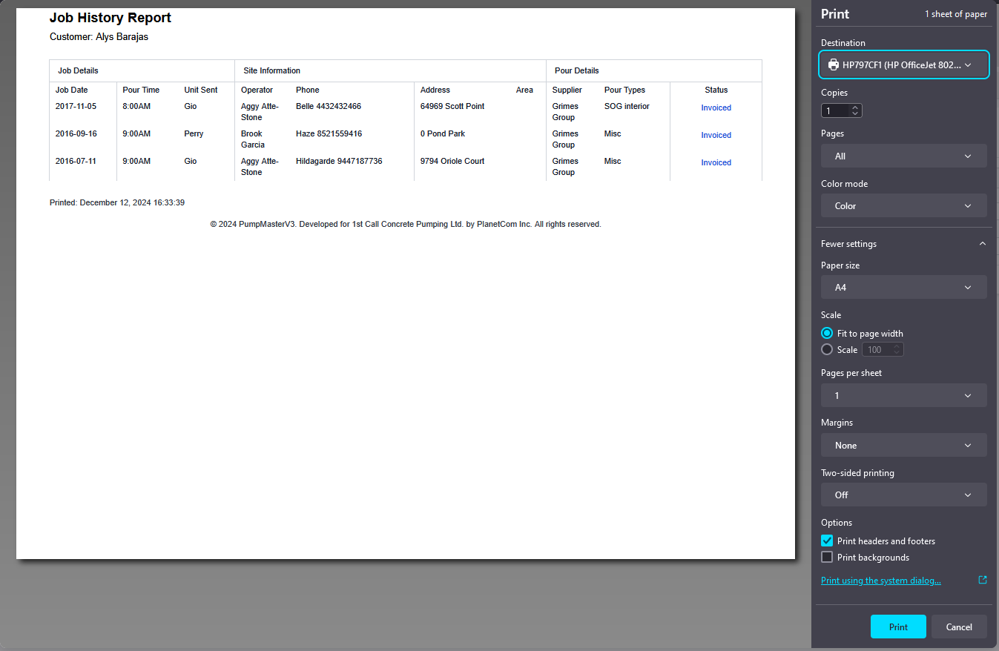 Job History Report
Customer: Alys Barajas
Job Details Site Information Pour Details
Job Date Pour Time Unit Sent Operator Phone Address Area Supplier Pour Types Status
2017-11-05 8:00AM Gio Aggy Atte- Belle 4432432466 64969 Scott Point Grimes SOG interior Invoiced
Stone Group
2016-09-16 9:00AM Perry Brook Haze 8521559416 0 Pond Park Grimes Misc Invoiced
Garcia Group
2016-07-11 9:00AM Gio Aggy Atte- Hildagarde 9447187736 9794 Oriole Court Grimes Misc Invoiced
Stone Group
Printed: December 12, 2024 16:33:39
© 2024 PumpMasterV3. Developed for 1st Call Concrete Pumping Ltd. by PlanetCom Inc. All rights reserved.
Print 1 sheet of paper
Destination
HP797CF1 (HP OfficeJet 802...
Copies
1
Pages
All
Color mode
Color
Fewer settings
Paper size
A4
Scale
Fit to page width
Scale 100
Pages per sheet
1
Margins
None
Two-sided printing
Off
Options
Print headers and footers
Print backgrounds
Print using the system dialog...
Print Cancel